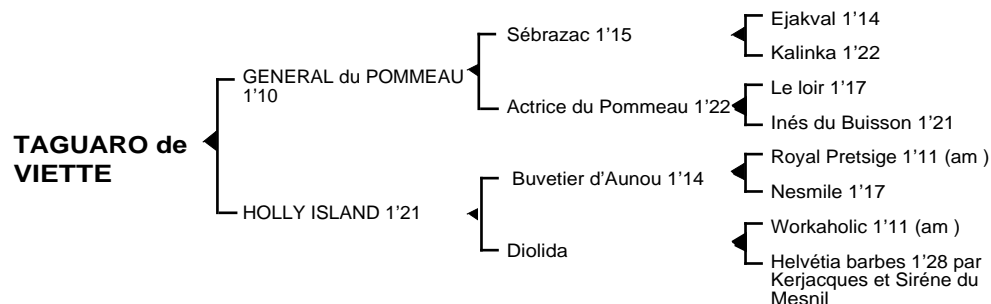 TAGUARO de
VIETTE
GENERAL du POMMEAU
1’10
HOLLY ISLAND 1’21
Sébrazac 1’15
Actrice du Pommeau 1’22
Buvetier d’Aunou 1’14
Diolida
Ejakval 1’14
Kalinka 1’22
Le loir 1’17
Inés du Buisson 1’21
Royal Pretsige 1’11 (am )
Nesmile 1’17
Workaholic 1’11 (am )
Helvétia barbes 1’28 par
Kerjacques et Siréne du
Mesnil